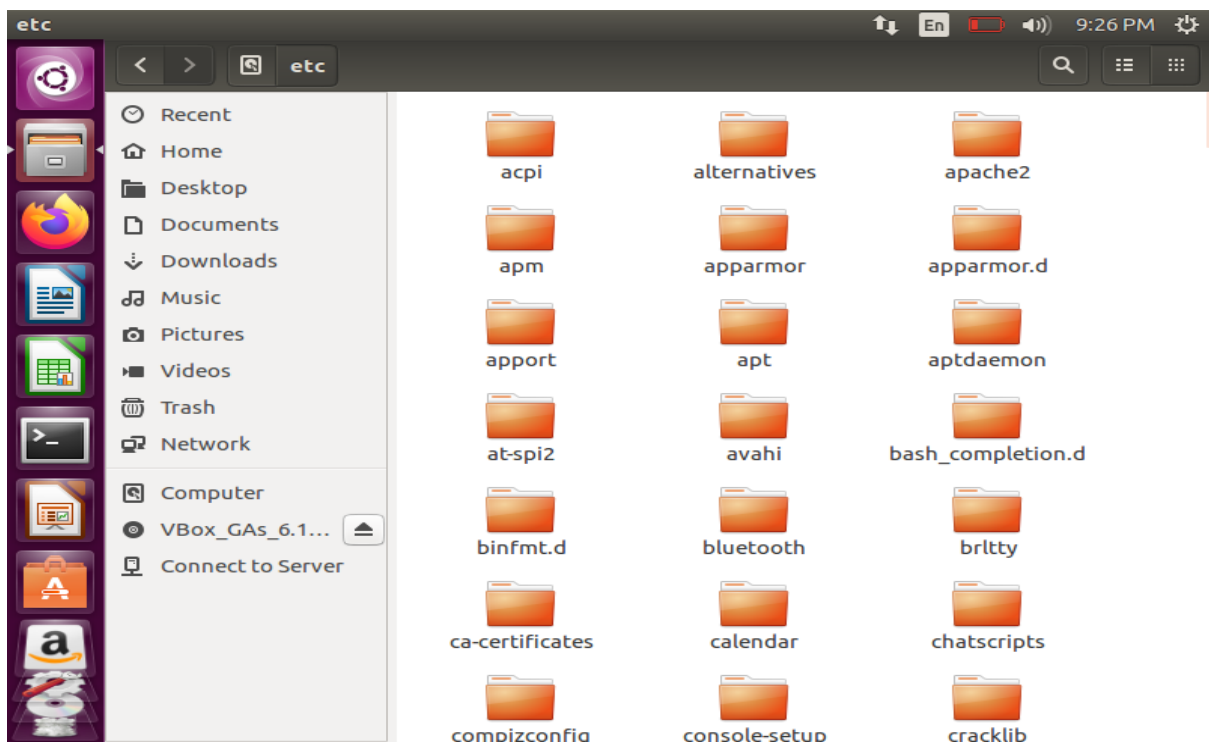 etc
En
9:26 PM
etc
Recent
Home
Desktop
Documents
Downloads
Music
Pictures
Videos
Trash
Network
Computer
VBox_GAs_6.1...
Connect to Server
acpi alternatives apache2
apm apparmor apparmor.d
apport apt aptdaemon
at-spi2 avahi bash_completion.d
binfmt.d bluetooth brltty
ca-certificates calendar chatscripts
compizconfig console-setup cracklib